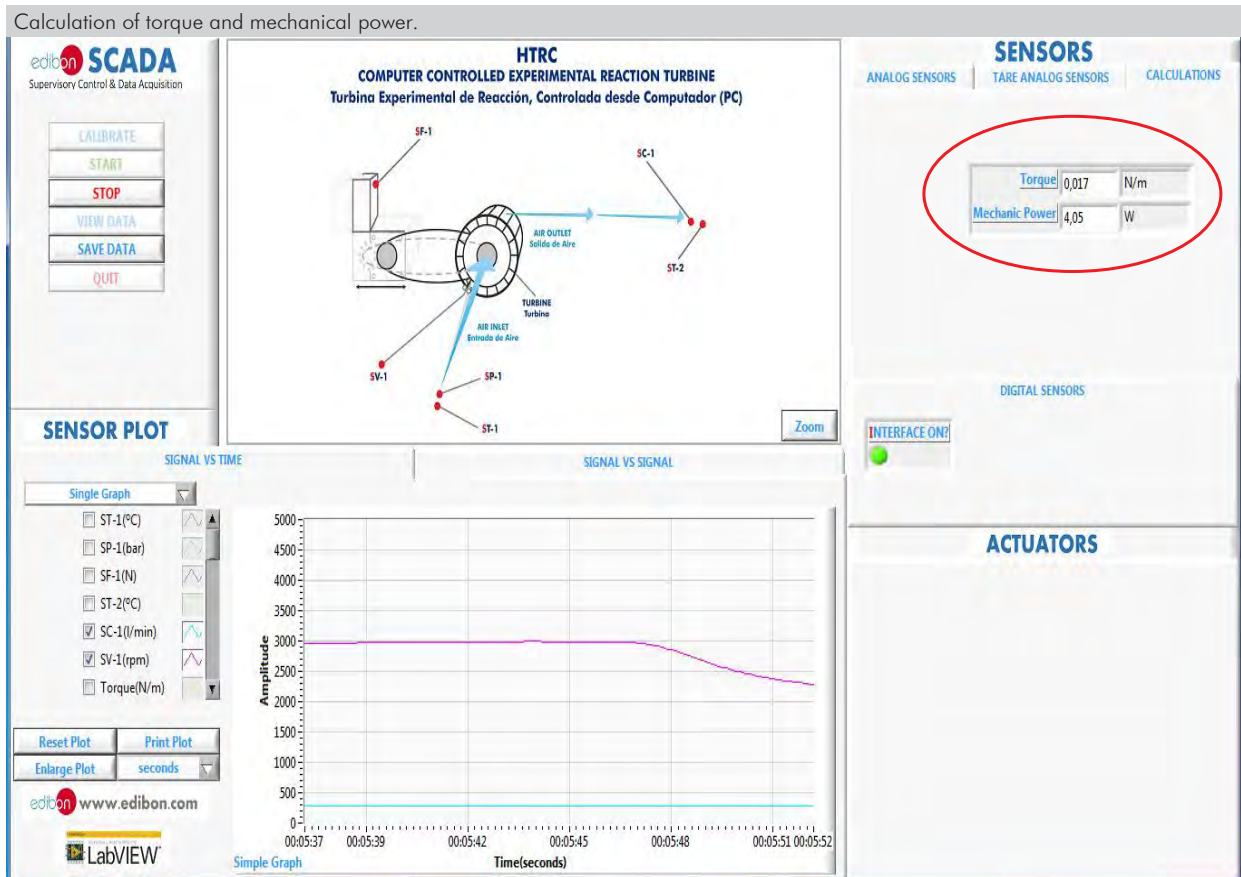 Calculation of torque and mechanical power.
edibon SCADA
Supervisory Control & Data Acquisition
CALIBRATE
START
STOP
VIEW DATA
SAVE DATA
QUIT
HTRC
COMPUTER CONTROLLED EXPERIMENTAL REACTION TURBINE
Turbina Experimental de Reacción, Controlada desde Computador (PC)
SF-1
SC-1
AIR OUTLET
Salida de Aire
ST-2
TURBINE
Turbina
AIR INLET
Entrada de Aire
SV-1
SP-1
ST-1
Zoom
SENSORS
ANALOG SENSORS
TARE ANALOG SENSORS
CALCULATIONS
Torque 0,017 N/m
Mechanic Power 4,05 W
DIGITAL SENSORS
INTERFACE ON?
ACTUATORS
SENSOR PLOT
SIGNAL VS TIME
SIGNAL VS SIGNAL
Single Graph
ST-1(ºC)
SP-1(bar)
SF-1(N)
ST-2(ºC)
SC-1(l/min)
SV-1(rpm)
Torque(N/m)
Reset Plot
Print Plot
Enlarge Plot
seconds
edibon www.edibon.com
LabVIEW
Amplitude
5000
4500
4000
3500
3000
2500
2000
1500
1000
500
0
00:05:37 00:05:39 00:05:42 00:05:45 00:05:48 00:05:51 00:05:52
Simple Graph
Time(seconds)